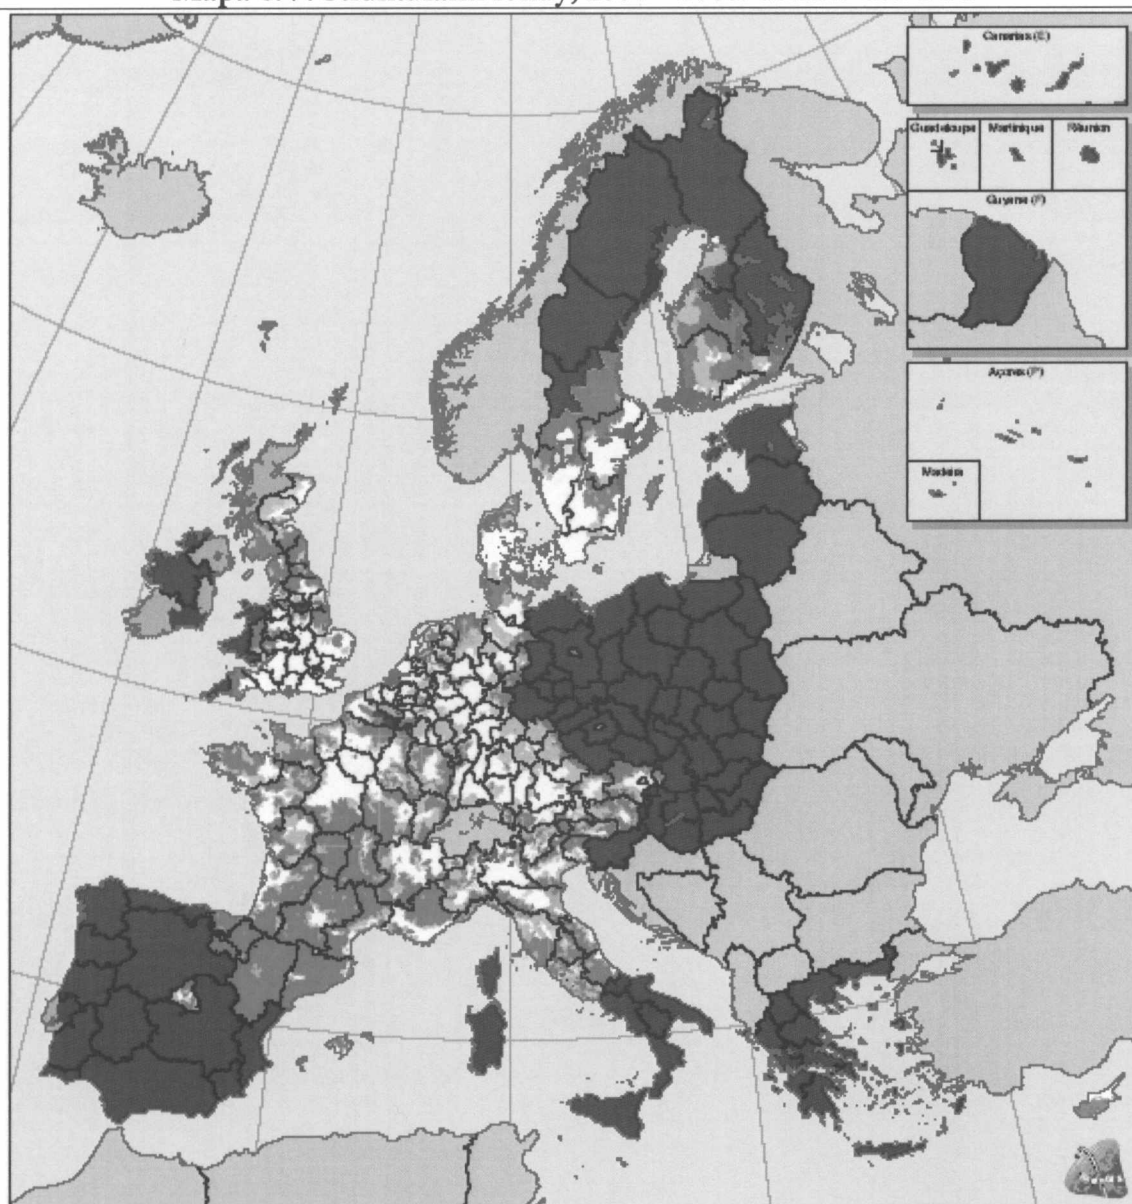 Canarias (E)
Guadeloupe Martinique Réunion
Guyane (F)
Açores (P)
Madeira